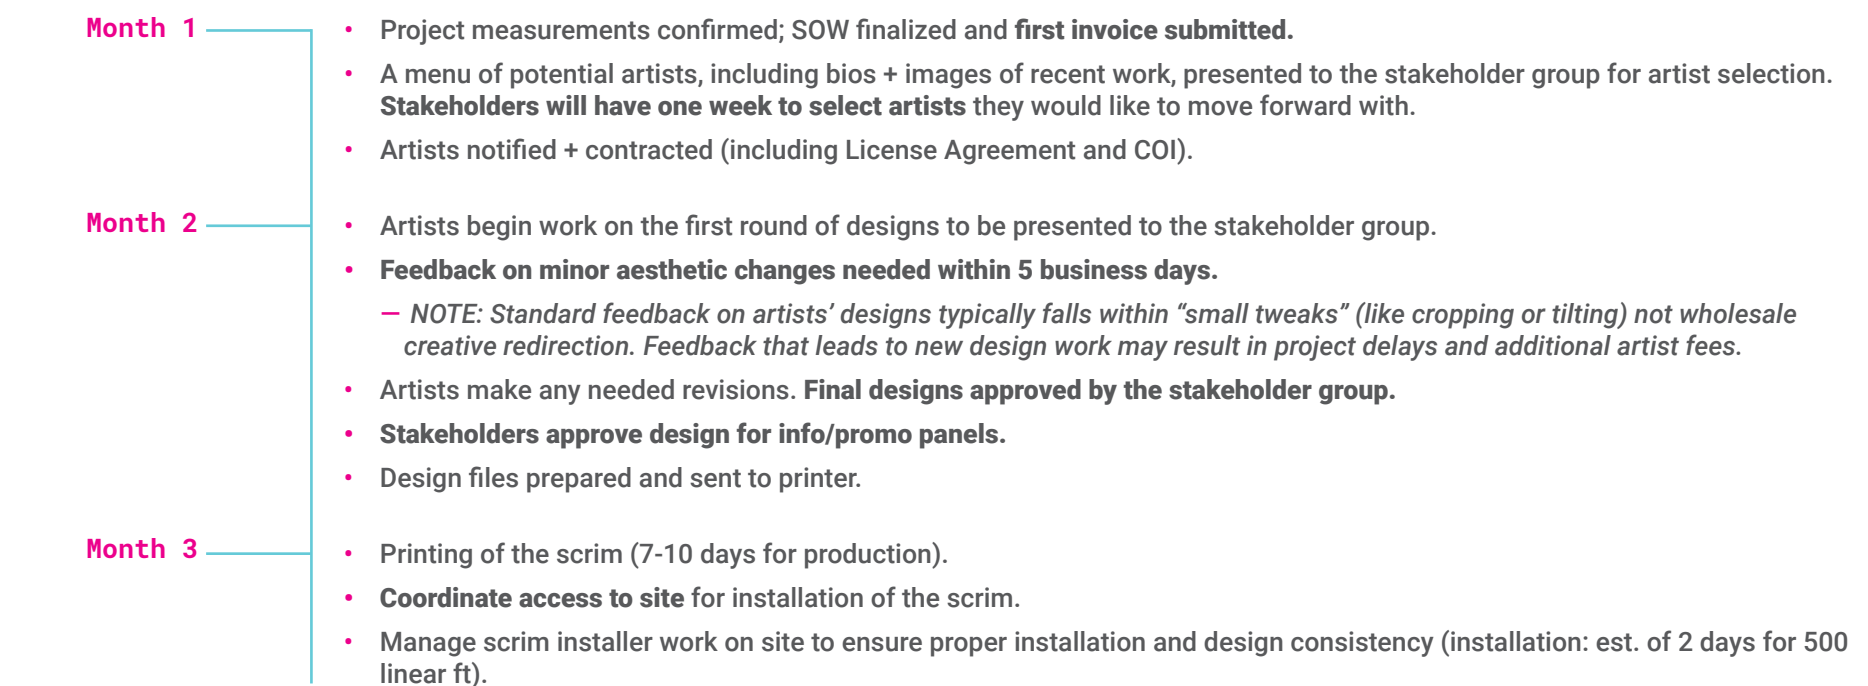 Month 1
• Project measurements confirmed; SOW finalized and first invoice submitted.
• A menu of potential artists, including bios + images of recent work, presented to the stakeholder group for artist selection.
Stakeholders will have one week to select artists they would like to move forward with.
• Artists notified + contracted (including License Agreement and COI).
Month 2
• Artists begin work on the first round of designs to be presented to the stakeholder group.
• Feedback on minor aesthetic changes needed within 5 business days.
— NOTE: Standard feedback on artists’ designs typically falls within “small tweaks” (like cropping or tilting) not wholesale
creative redirection. Feedback that leads to new design work may result in project delays and additional artist fees.
• Artists make any needed revisions. Final designs approved by the stakeholder group.
• Stakeholders approve design for info/promo panels.
• Design files prepared and sent to printer.
Month 3
• Printing of the scrim (7-10 days for production).
• Coordinate access to site for installation of the scrim.
• Manage scrim installer work on site to ensure proper installation and design consistency (installation: est. of 2 days for 500
linear ft).